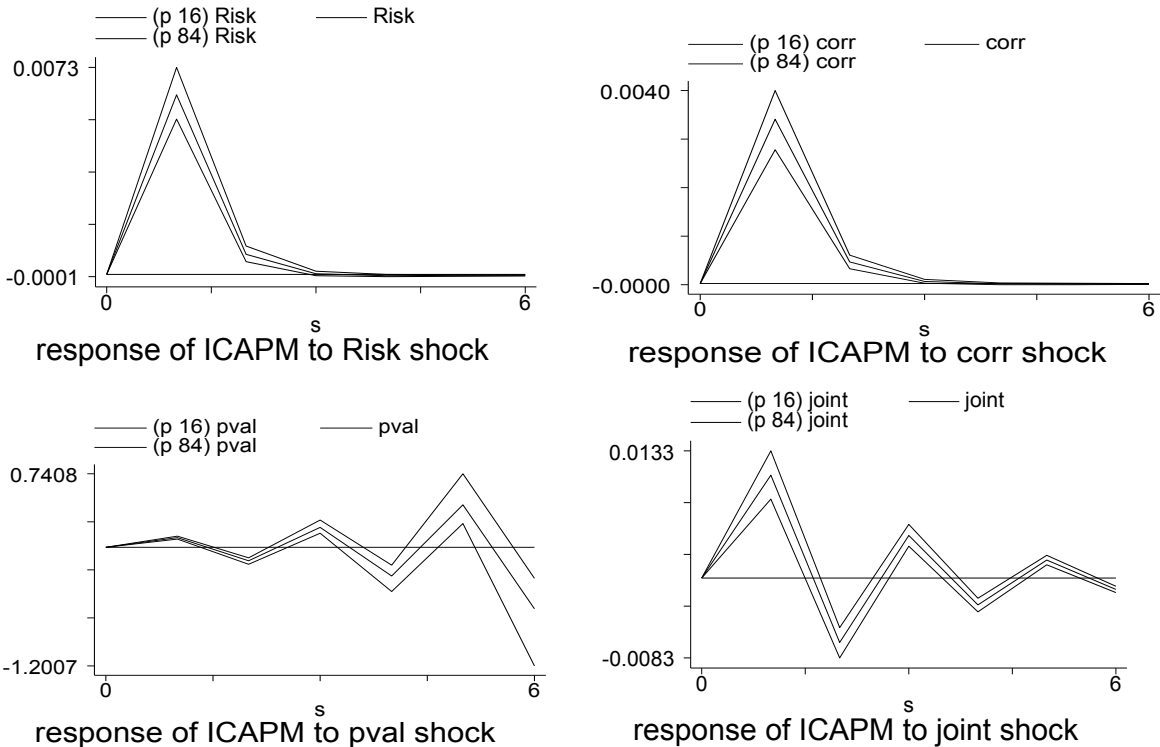 (p 16) Risk Risk
(p 84) Risk
0.0073
-0.0001
0 6
s
response of ICAPM to Risk shock
(p 16) corr corr
(p 84) corr
0.0040
-0.0000
0 6
s
response of ICAPM to corr shock
(p 16) pval pval
(p 84) pval
0.7408
-1.2007
0 6
s
response of ICAPM to pval shock
(p 16) joint joint
(p 84) joint
0.0133
-0.0083
0 6
s
response of ICAPM to joint shock